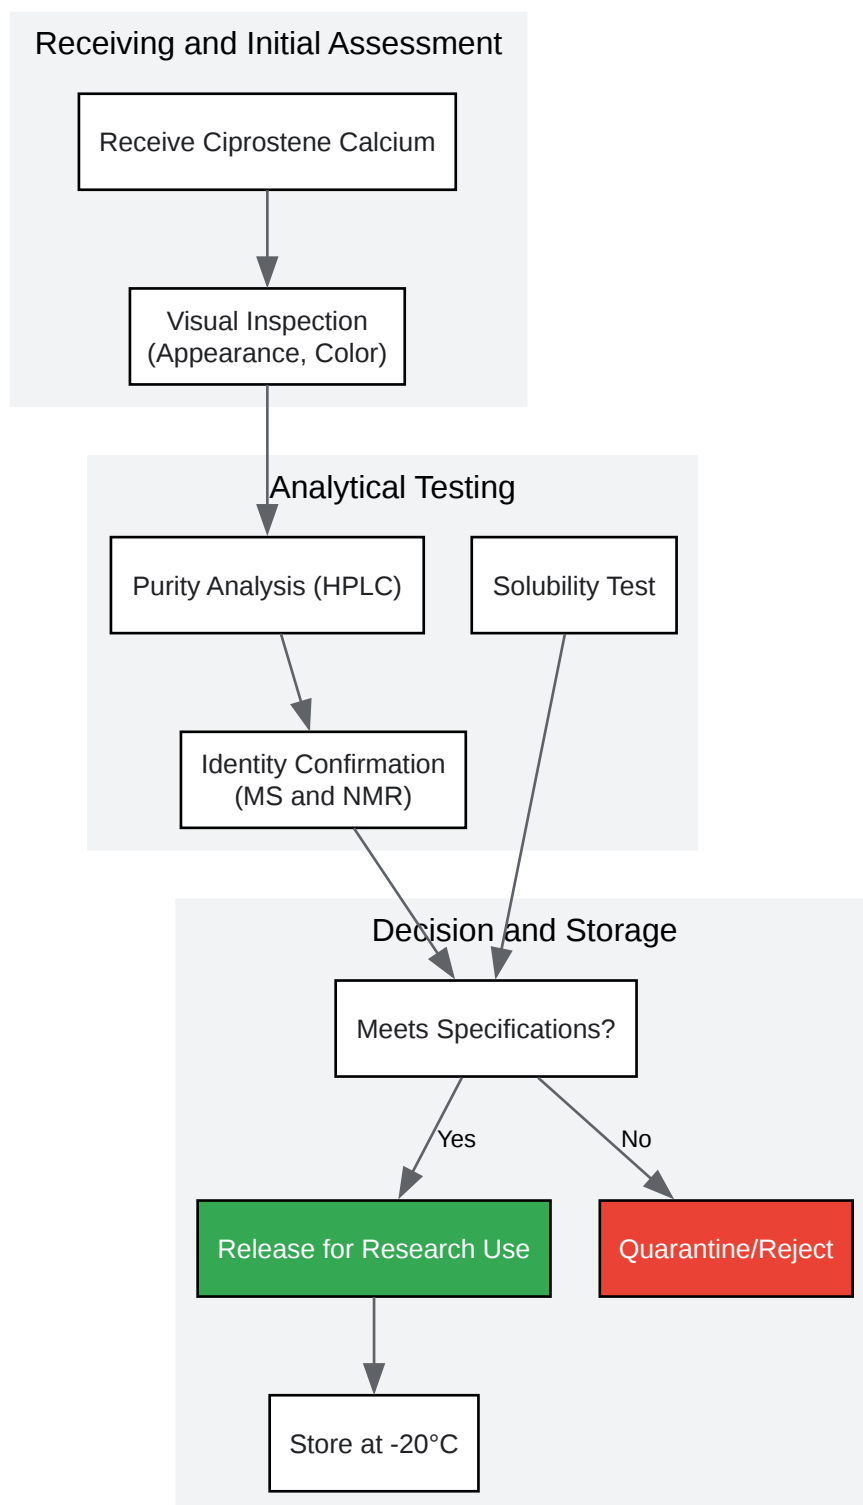 Receiving and Initial Assessment
Receive Ciprostene Calcium
Visual Inspection
(Appearance, Color)
Analytical Testing
Purity Analysis (HPLC)
Solubility Test
Identity Confirmation
(MS and NMR)
Decision and Storage
Meets Specifications?
Yes
No
Release for Research Use
Quarantine/Reject
Store at -20°C